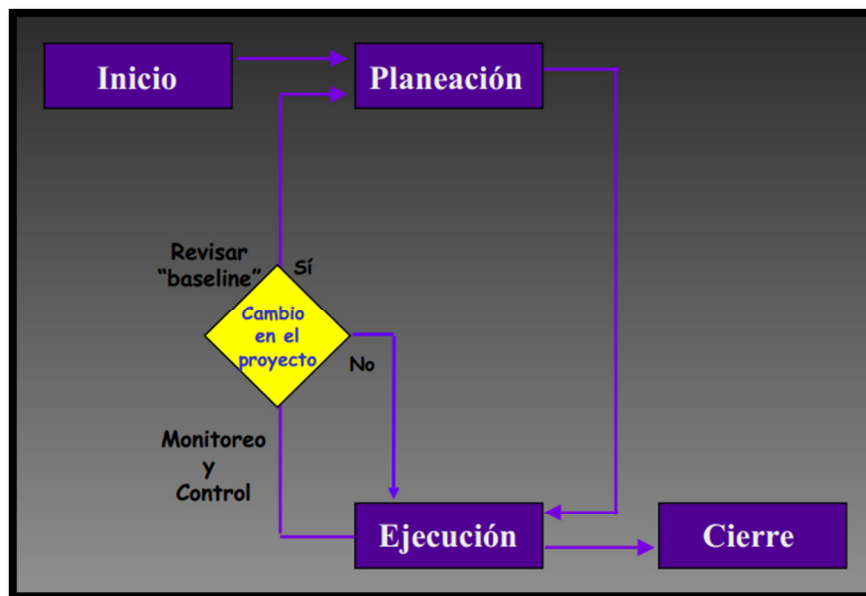 Inicio
Planeación
Revisar
“baseline”
Sí
Cambio
en el
proyecto
No
Monitoreo
y
Control
Ejecución
Cierre